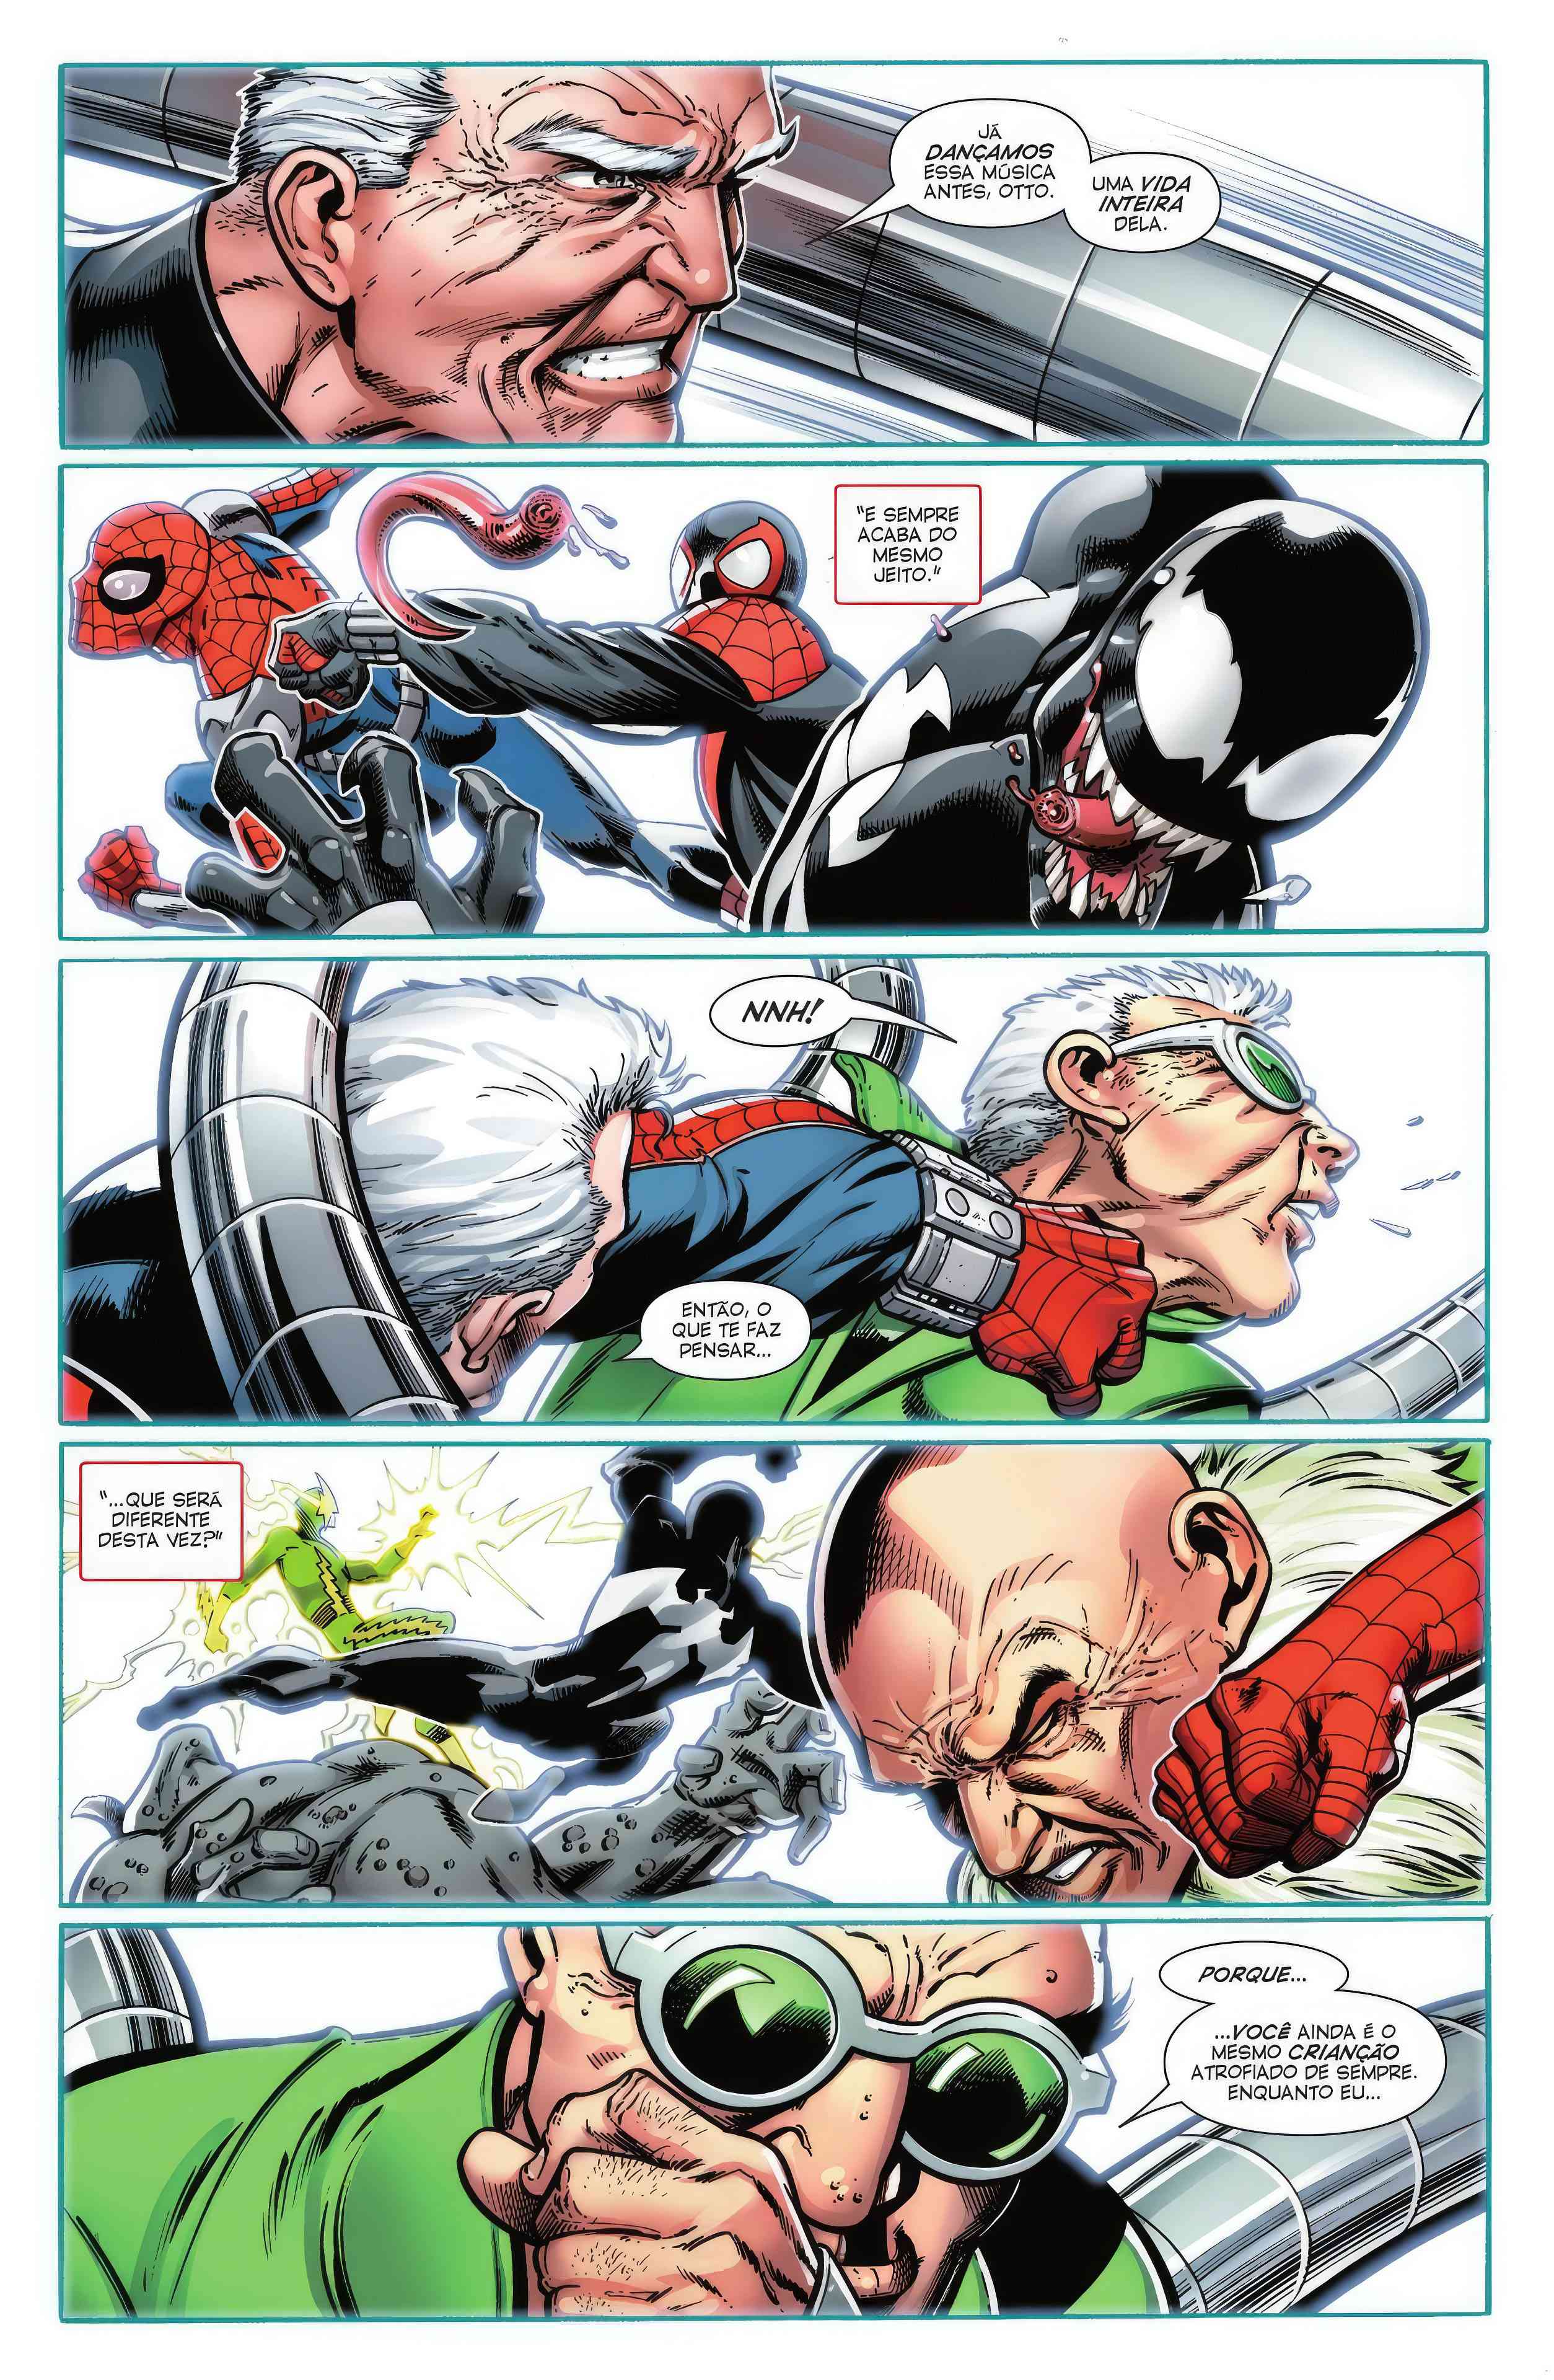 JÁ
DANÇAMOS
ESSA MÚSICA
ANTES, OTTO.
UMA VIDA
INTEIRA
DELA.
"E SEMPRE
ACABA DO
MESMO
JEITO."
NNH!
ENTÃO, O
QUE TE FAZ
PENSAR...
"...QUE SERÁ
DIFERENTE
DESTA VEZ?"
PORQUE...
...VOCÊ AINDA É O
MESMO CRIANÇÃO
ATROFIADO DE SEMPRE.
ENQUANTO EU...